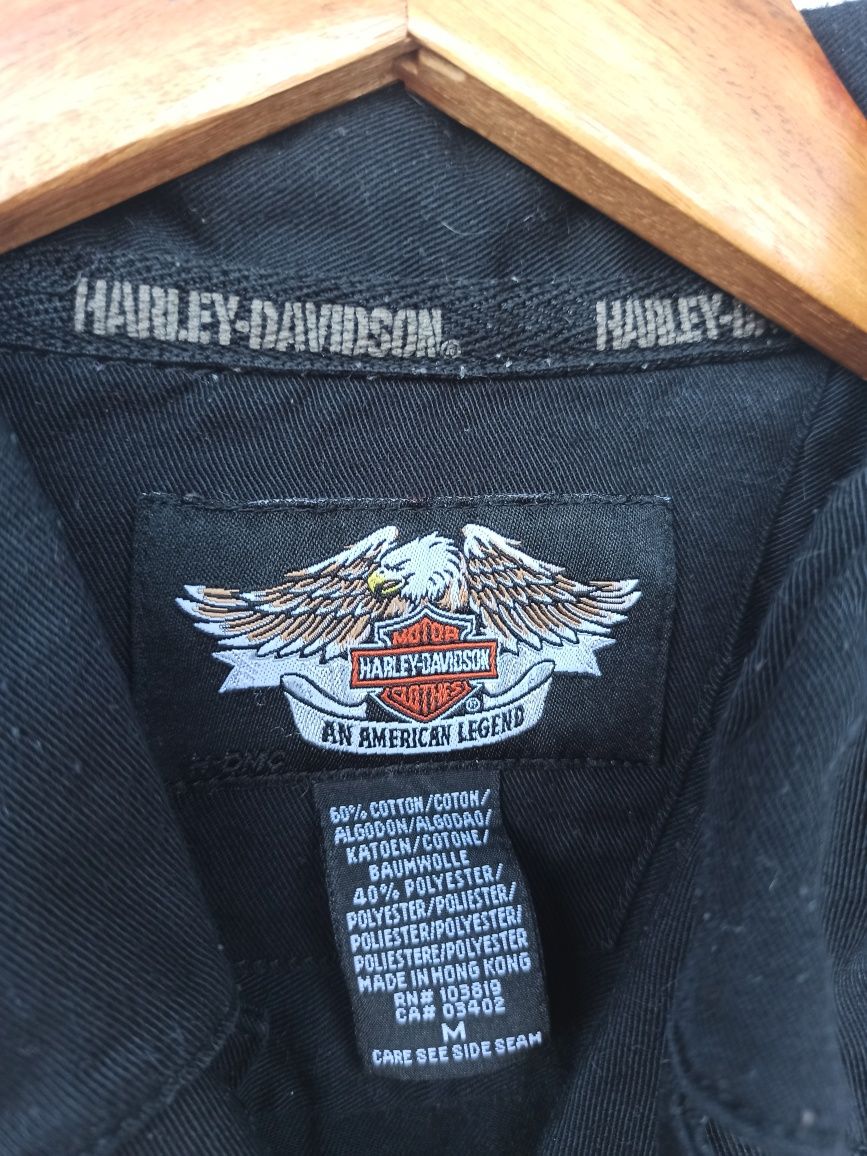 HARLEY-DAVIDSON® HARLEY-D
MOTOR
HARLEY-DAVIDSON
CLOTHES
®
AN AMERICAN LEGEND
60% COTTON/COTON/
ALGODON/ALGODAO/
KATOEN/COTONE/
BAUMWOLLE
40% POLYESTER/
POLYESTER/POLIESTER/
POLIESTER/POLYESTER/
POLIESTERE/POLYESTER
MADE IN HONG KONG
RN# 103819
CA# 03402
M
CARE SEE SIDE SEAM